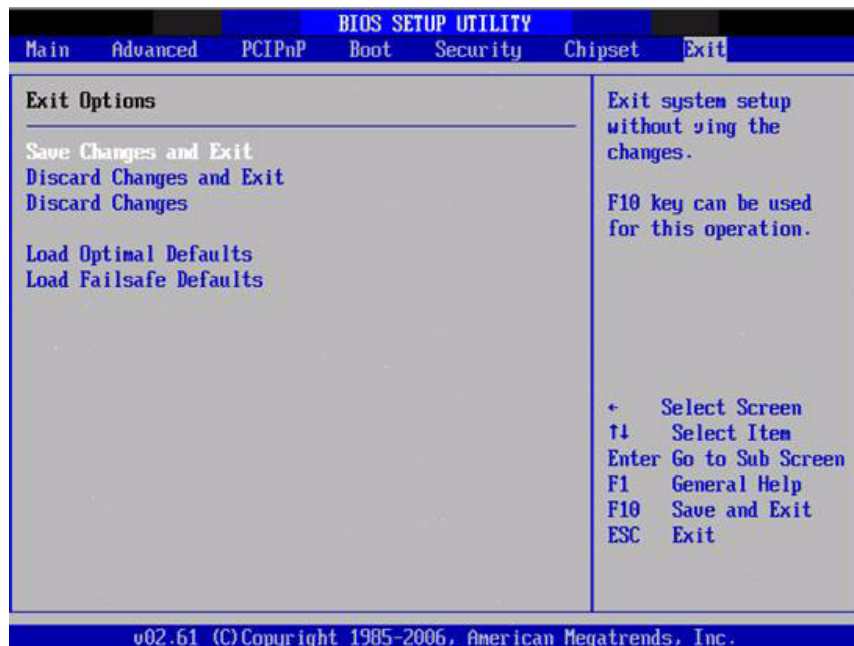 BIOS SETUP UTILITY
Main Advanced PCIPnP Boot Security Chipset Exit
Exit Options
Save Changes and Exit
Discard Changes and Exit
Discard Changes
Load Optimal Defaults
Load Failsafe Defaults
Exit system setup
without the
changes.
F10 key can be used
for this operation.
← Select Screen
↑↓ Select Item
Enter Go to Sub Screen
F1 General Help
F10 Save and Exit
ESC Exit
v02.61 (C)Copyright 1985-2006, American Megatrends, Inc.